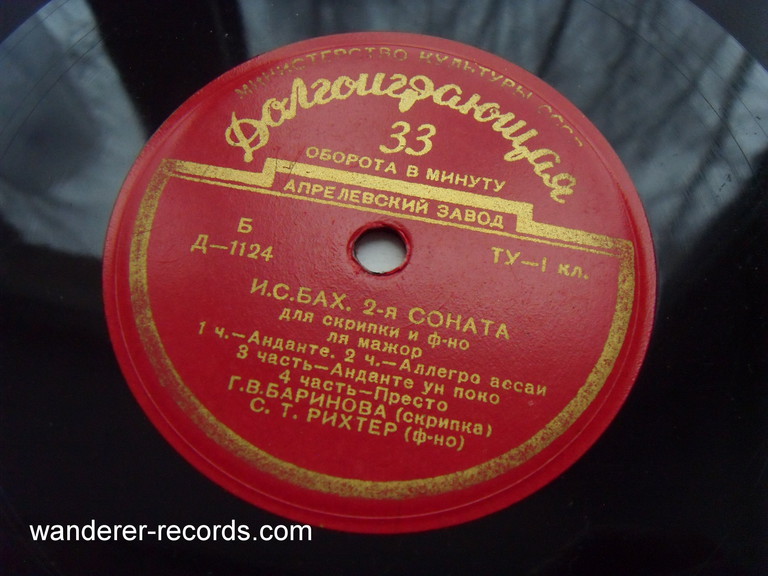 МИНИСТЕРСТВО КУЛЬТУРЫ СССР
Долгоиграющая
33
ОБОРОТА В МИНУТУ
АПРЕЛЕВСКИЙ ЗАВОД
Б
Д—1124
ТУ—1 кл.
И.С.БАХ. 2-я СОНАТА
для скрипки и ф-но
ля мажор
1 ч.—Анданте. 2 ч.—Аллегро ассаи
3 часть—Анданте ун поко
4 часть—Престо
Г.В.БАРИНОВА (скрипка)
С. Т. РИХТЕР (ф-но)
wanderer-records.com